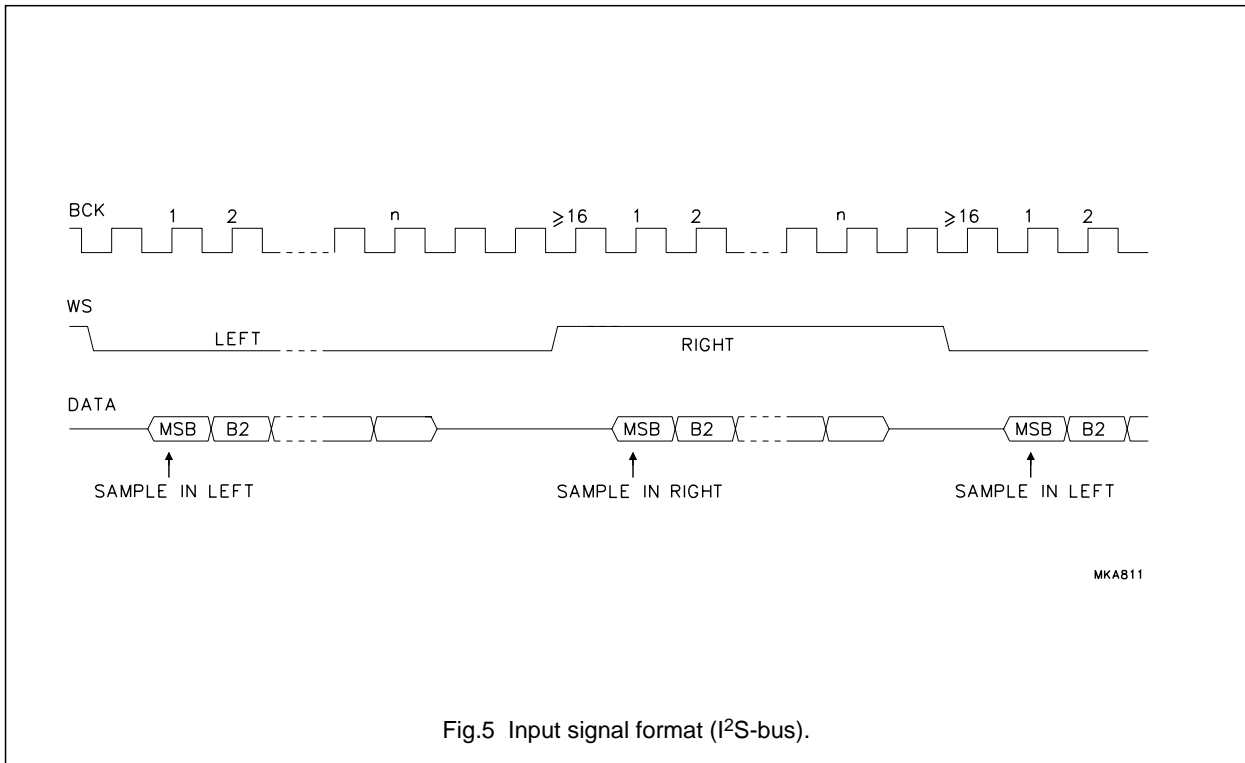 BCK
1 2 n ≥16 1 2 n ≥16 1 2
WS
LEFT RIGHT
DATA
MSB B2 MSB B2 MSB B2
SAMPLE IN LEFT SAMPLE IN RIGHT SAMPLE IN LEFT
MKA811
Fig.5 Input signal format (I²S-bus).